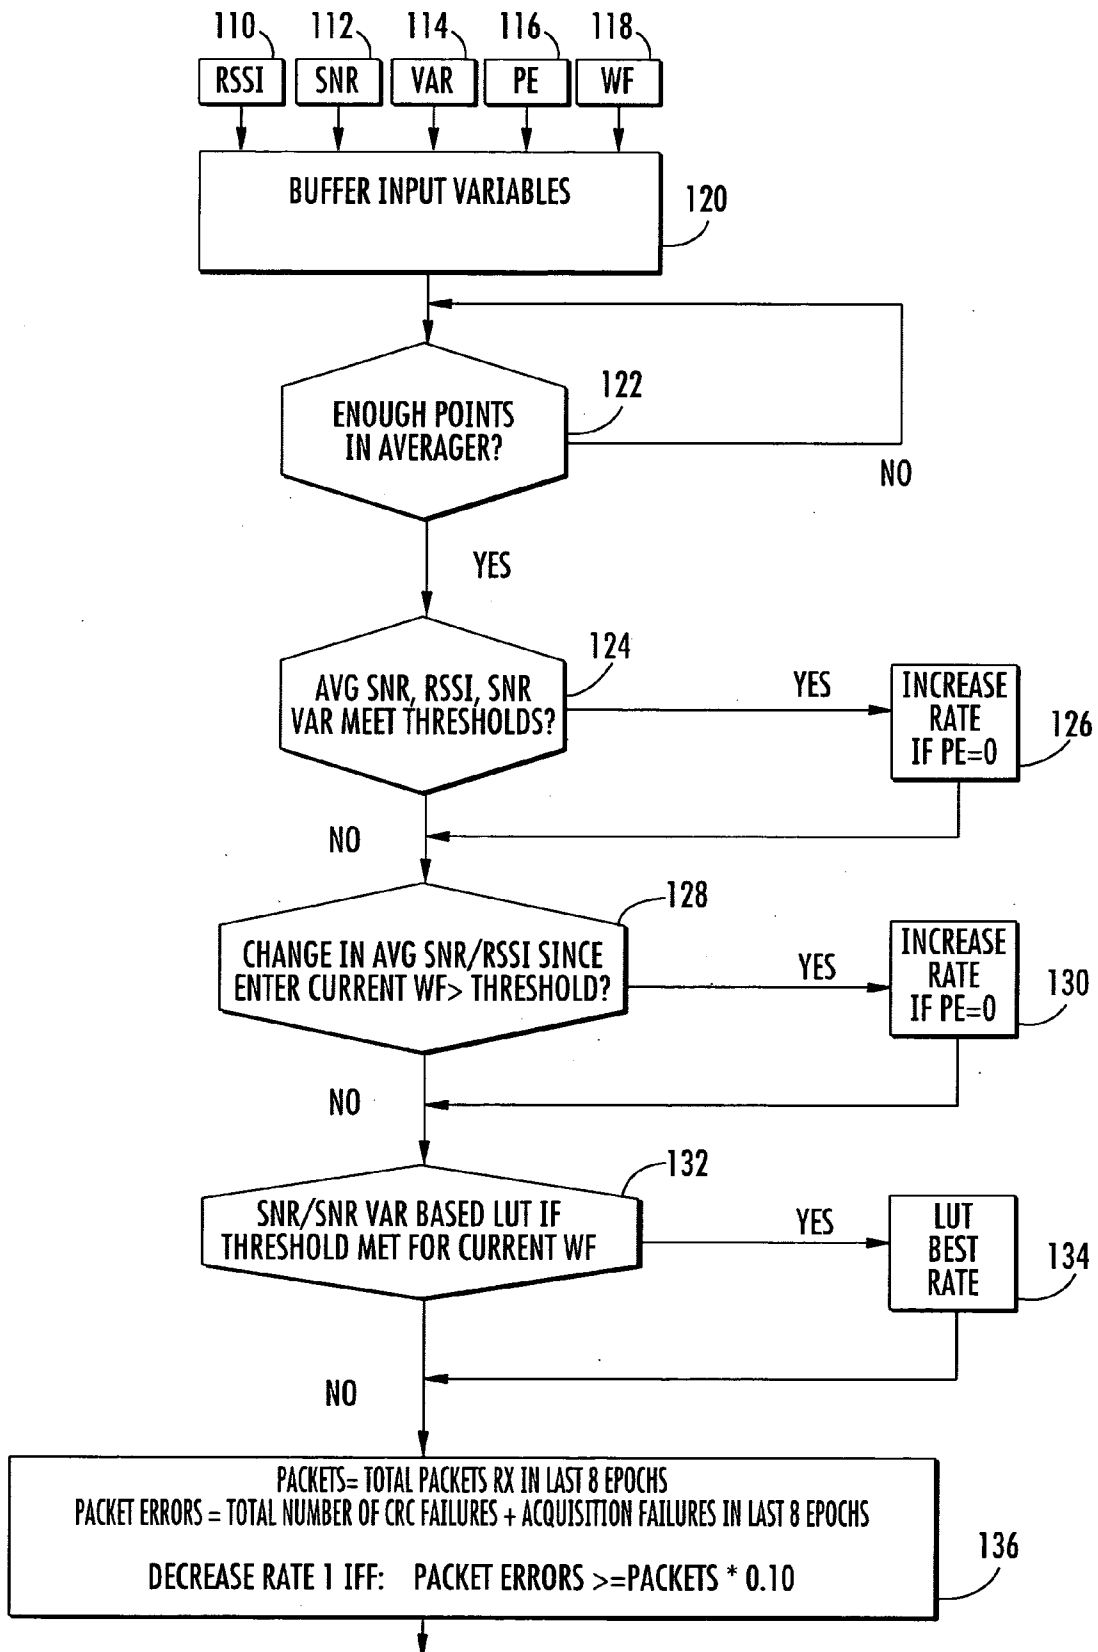 110 112 114 116 118
RSSI SNR VAR PE WF
BUFFER INPUT VARIABLES
120
ENOUGH POINTS
IN AVERAGER?
122
NO
YES
AVG SNR, RSSI, SNR
VAR MEET THRESHOLDS?
124
YES
INCREASE
RATE
IF PE=0
126
NO
CHANGE IN AVG SNR/RSSI SINCE
ENTER CURRENT WF> THRESHOLD?
128
YES
INCREASE
RATE
IF PE=0
130
NO
SNR/SNR VAR BASED LUT IF
THRESHOLD MET FOR CURRENT WF
132
YES
LUT
BEST
RATE
134
NO
PACKETS= TOTAL PACKETS RX IN LAST 8 EPOCHS
PACKET ERRORS = TOTAL NUMBER OF CRC FAILURES + ACQUISITION FAILURES IN LAST 8 EPOCHS
DECREASE RATE 1 IFF: PACKET ERRORS >=PACKETS * 0.10
136